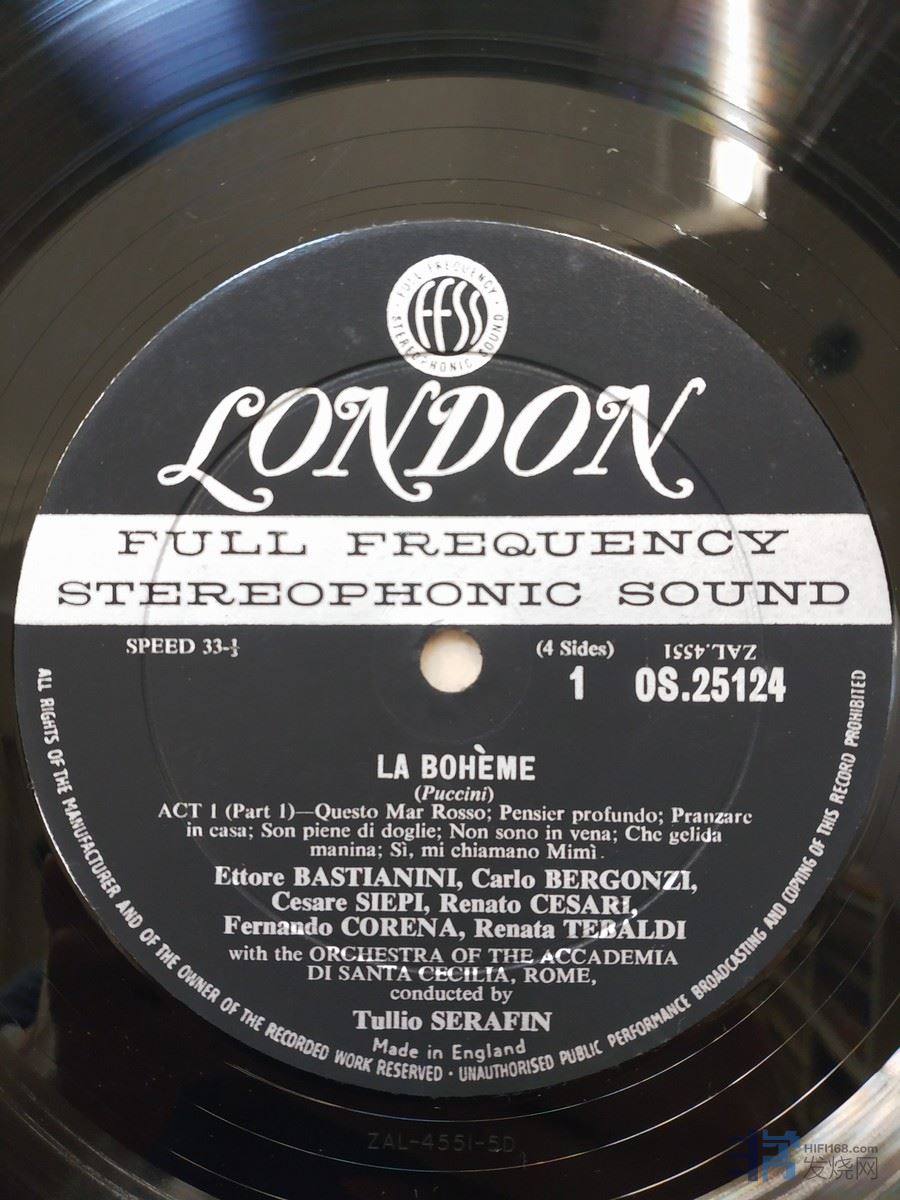 FULL FREQUENCY · STEREOPHONIC SOUND ·
FFSS
LONDON
FULL FREQUENCY
STEREOPHONIC SOUND
SPEED 33-⅓
(4 Sides)
ZAL.4551
1 OS.25124
LA BOHÈME
(Puccini)
ACT 1 (Part 1)—Questo Mar Rosso; Pensier profundo; Pranzare
in casa; Son piene di doglie; Non sono in vena; Che gelida
manina; Sì, mi chiamano Mimì.
Ettore BASTIANINI, Carlo BERGONZI,
Cesare SIEPI, Renato CESARI,
Fernando CORENA, Renata TEBALDI
with the ORCHESTRA OF THE ACCADEMIA
DI SANTA CECILIA, ROME,
conducted by
Tullio SERAFIN
Made in England
ALL RIGHTS OF THE MANUFACTURER AND OF THE OWNER OF THE RECORDED WORK RESERVED · UNAUTHORISED PUBLIC PERFORMANCE BROADCASTING AND COPYING OF THIS RECORD PROHIBITED
ZAL-4551-5D
HIFI168.com
发烧网